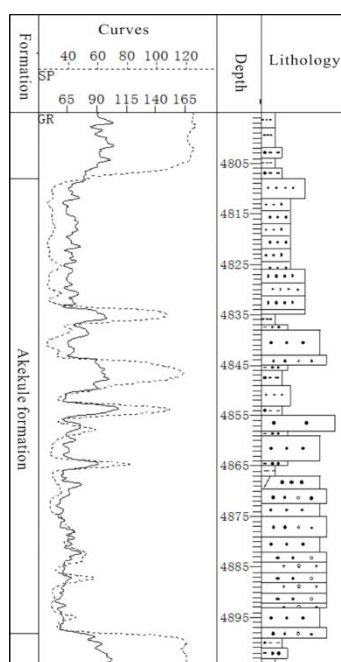 Formation
Curves
40 60 80 100 120
SP
65 90 115 140 165
GR
Depth
Lithology
Akekule formation
4805
4815
4825
4835
4845
4855
4865
4875
4885
4895